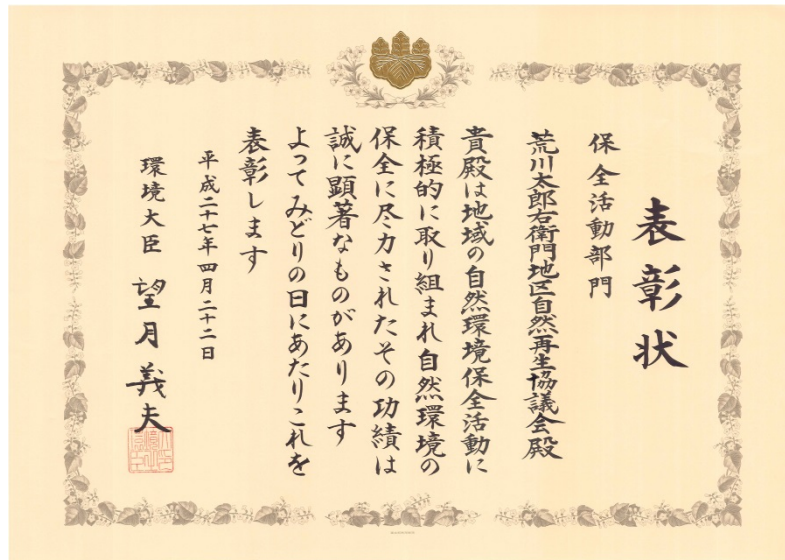 表彰状
保全活動部門
荒川太郎右衛門地区自然再生協議会殿
貴殿は地域の自然環境保全活動に
積極的に取り組まれ自然環境の
保全に尽力されたその功績は
誠に顕著なものがあります
よってみどりの日にあたりこれを
表彰します
平成二十七年四月二十二日
環境大臣 望月義夫